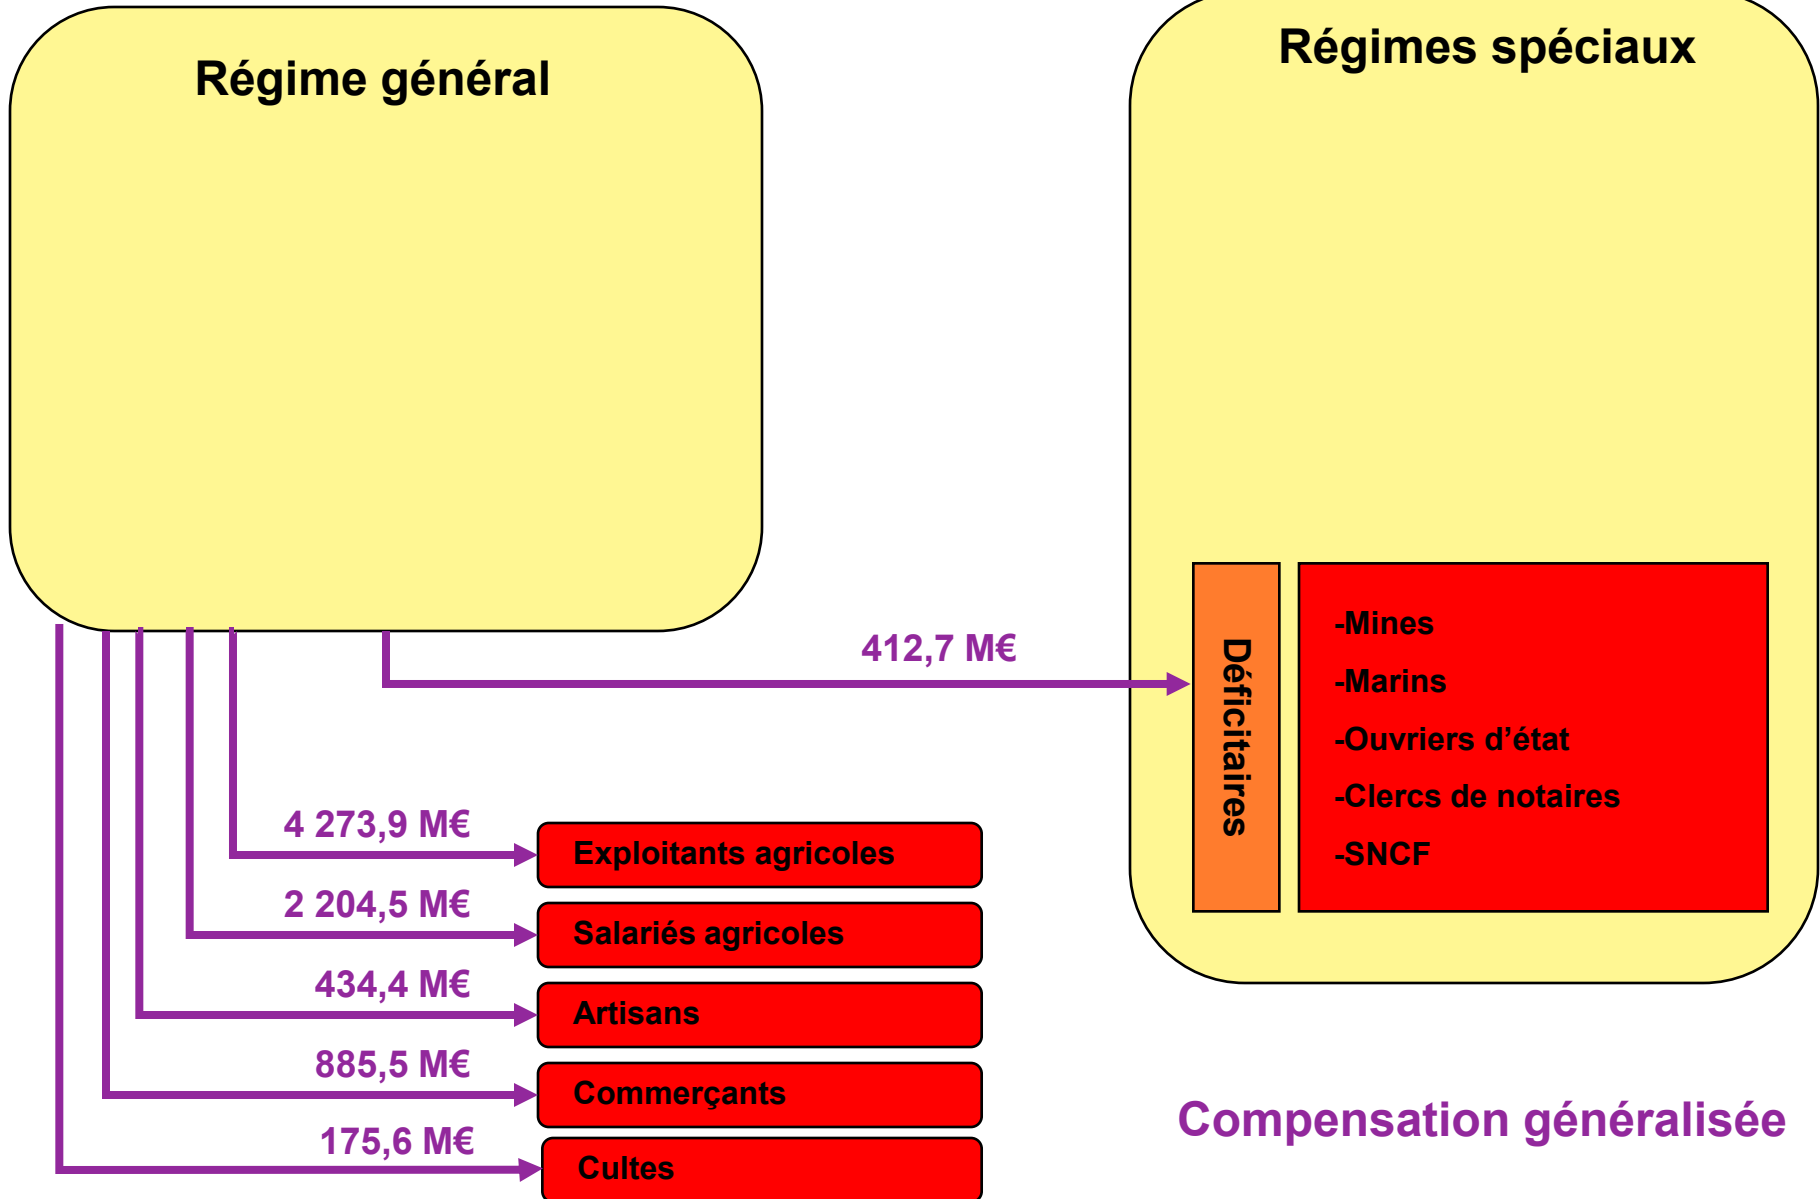 Régime général
Régimes spéciaux
412,7 M€
Déficitaires
-Mines
-Marins
-Ouvriers d’état
-Clercs de notaires
-SNCF
4 273,9 M€
Exploitants agricoles
2 204,5 M€
Salariés agricoles
434,4 M€
Artisans
885,5 M€
Commerçants
175,6 M€
Cultes
Compensation généralisée